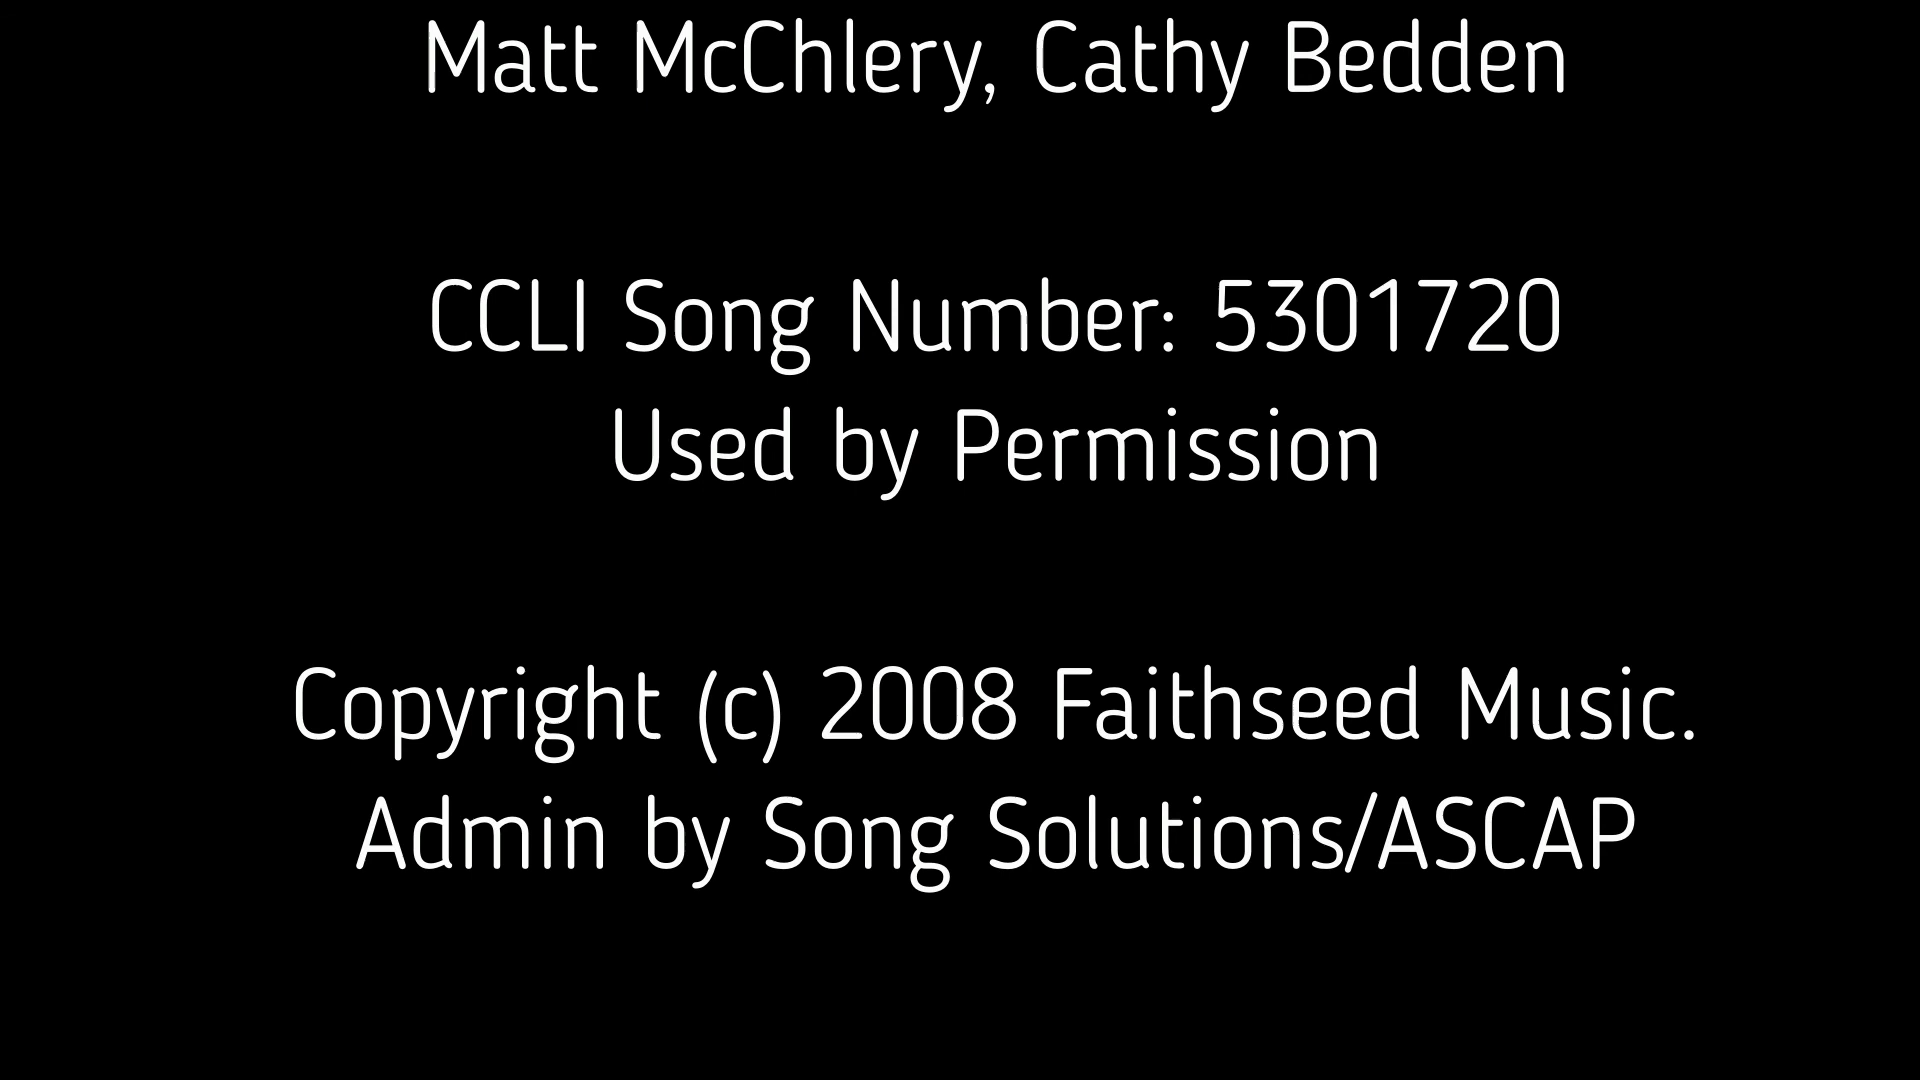 Matt McChlery, Cathy Bedden
CCLI Song Number: 5301720
Used by Permission
Copyright (c) 2008 Faithseed Music.
Admin by Song Solutions/ASCAP